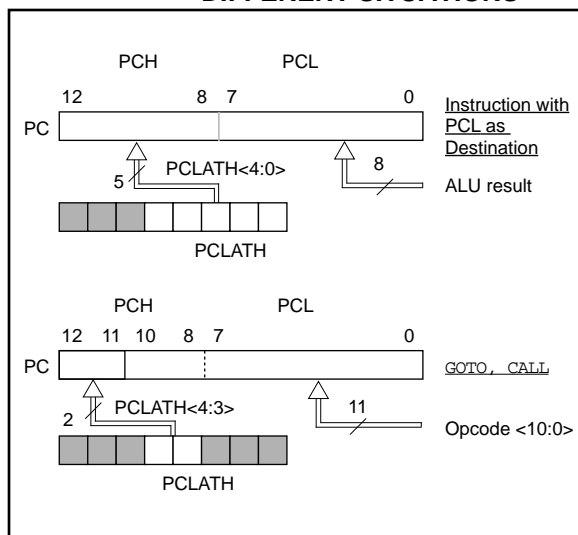 DIFFERENT SITUATIONS
PCH PCL
12 8 7 0
PC
Instruction with
PCL as
Destination
5 PCLATH<4:0> 8
ALU result
PCLATH
PCH PCL
12 11 10 8 7 0
PC
GOTO, CALL
2 PCLATH<4:3> 11
Opcode <10:0>
PCLATH